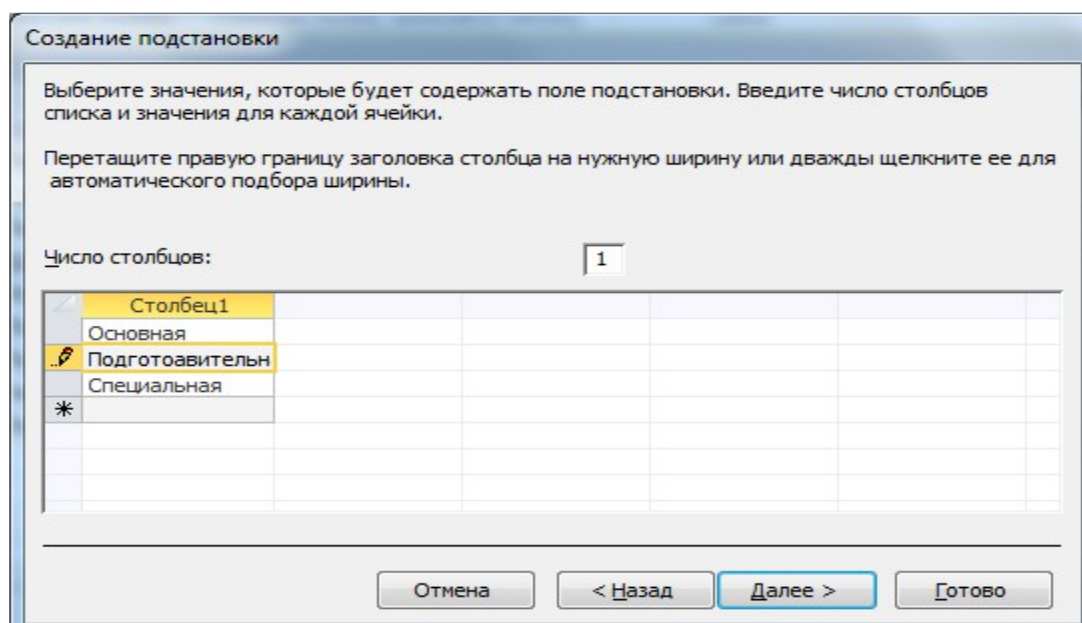 Создание подстановки
Выберите значения, которые будет содержать поле подстановки. Введите число столбцов
списка и значения для каждой ячейки.
Перетащите правую границу заголовка столбца на нужную ширину или дважды щелкните ее для
автоматического подбора ширины.
Число столбцов: 1
Столбец1
Основная
Подготоавительн
Специальная
Отмена < Назад Далее > Готово